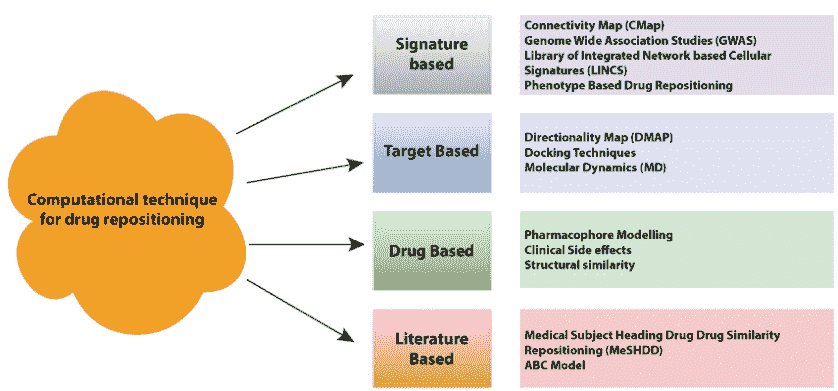 Computational technique
for drug repositioning
Signature
based
Connectivity Map (CMap)
Genome Wide Association Studies (GWAS)
Library of Integrated Network based Cellular
Signatures (LINCS)
Phenotype Based Drug Repositioning
Target Based
Directionality Map (DMAP)
Docking Techniques
Molecular Dynamics (MD)
Drug Based
Pharmacophore Modelling
Clinical Side effects
Structural similarity
Literature
Based
Medical Subject Heading Drug Drug Similarity
Repositioning (MeSHDD)
ABC Model